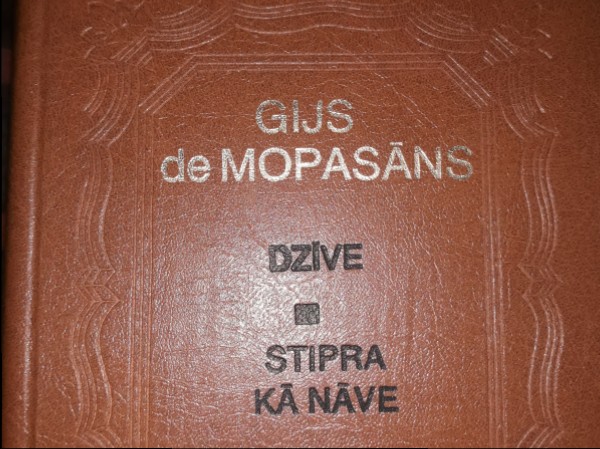 GIJS
de MOPASĀNS
DZĪVE
STIPRA
KĀ NĀVE